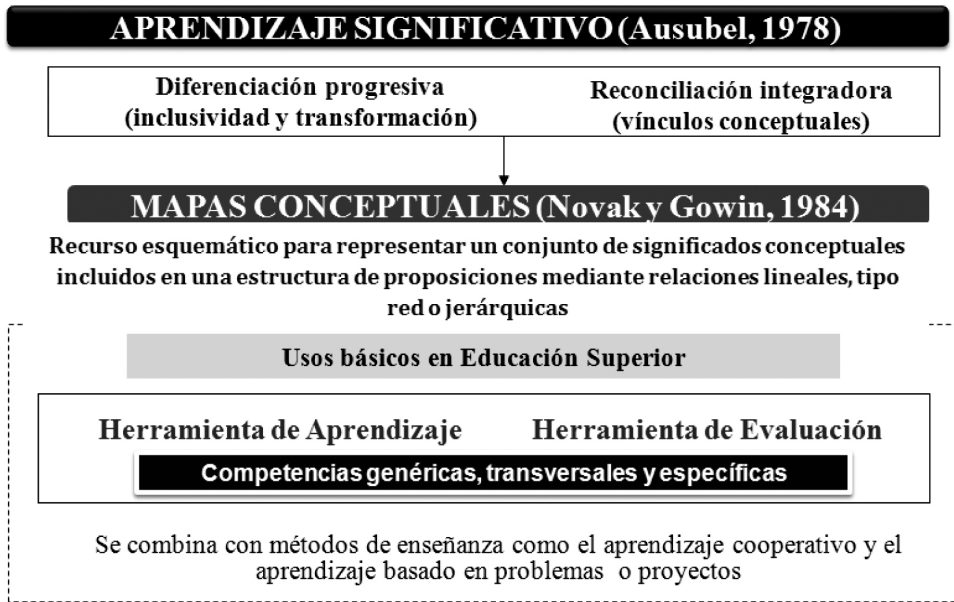 APRENDIZAJE SIGNIFICATIVO (Ausubel, 1978)
Diferenciación progresiva
(inclusividad y transformación)
Reconciliación integradora
(vínculos conceptuales)
MAPAS CONCEPTUALES (Novak y Gowin, 1984)
Recurso esquemático para representar un conjunto de significados conceptuales
incluidos en una estructura de proposiciones mediante relaciones lineales, tipo
red o jerárquicas
Usos básicos en Educación Superior
Herramienta de Aprendizaje
Herramienta de Evaluación
Competencias genéricas, transversales y específicas
Se combina con métodos de enseñanza como el aprendizaje cooperativo y el
aprendizaje basado en problemas o proyectos